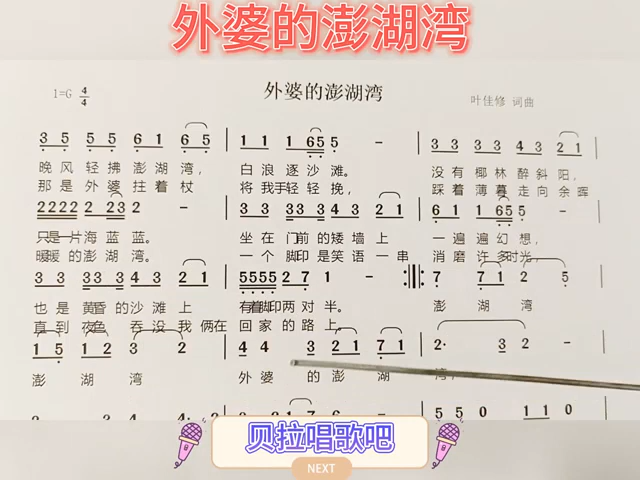 外婆的澎湖湾
外婆的澎湖湾
1=G 4/4
叶佳修 词曲
3 5 5 5 6 1 6 5 | 1 1 1 6 5 5 - | 3 3 3 3 4 3 2 1 |
晚风轻拂澎湖湾， 白浪逐沙滩。 没有椰林醉斜阳，
那是外婆拄着杖 将我手轻轻挽， 踩着薄暮走向余晖
2 2 2 2 2 2 3 2 - | 3 3 3 3 4 3 2 1 | 6 1 1 6 5 5 -
只是一片海蓝蓝。 坐在门前的矮墙上 一遍遍幻想，
暖暖的澎湖湾。 一个脚印是笑语一串 消磨许多时光，
3 3 3 3 3 4 3 2 1 | 5 5 5 5 2 7 1 - :‖: 7 7 1 2 5
也是黄昏的沙滩上 有着脚印两对半。 澎湖湾
直到夜色吞没我俩在 回家的路上。
1 5 1 2 3 2 | 4 4 3 2 1 7 1 | 2· 3 2 -
澎湖湾 外婆的澎湖湾，
5 5 0 1 1 0
贝拉唱歌吧
NEXT